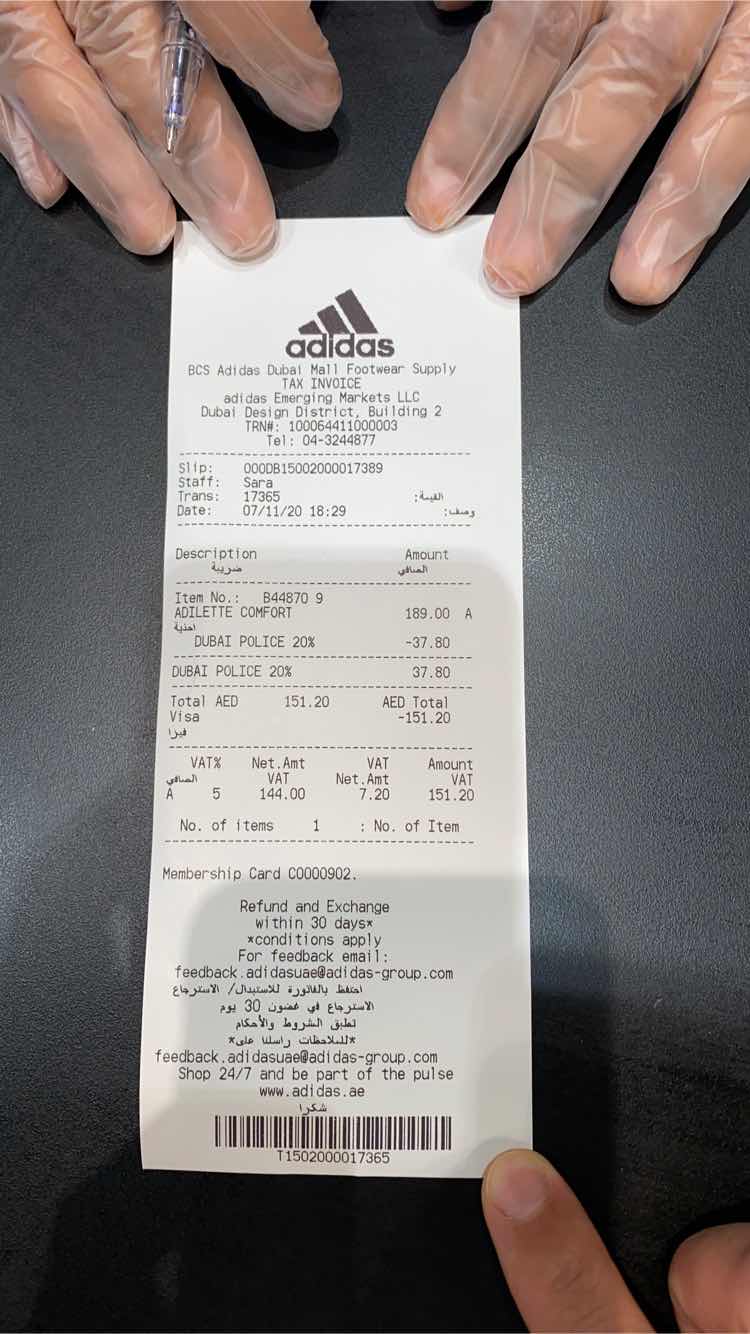 adidas
BCS Adidas Dubai Mall Footwear Supply
TAX INVOICE
adidas Emerging Markets LLC
Dubai Design District, Building 2
TRN#: 100064411000003
Tel: 04-3244877
Slip: 000DB15002000017389
Staff: Sara
Trans: 17365 القيمة:
Date: 07/11/20 18:29 وصف:
Description Amount
ضريبة الصافي
Item No.: B44870 9
ADILETTE COMFORT 189.00 A
احذية
DUBAI POLICE 20% -37.80
DUBAI POLICE 20% 37.80
Total AED 151.20 AED Total
Visa -151.20
فيزا
VAT% Net.Amt VAT Amount
الصافي VAT Net.Amt VAT
A 5 144.00 7.20 151.20
No. of items 1 : No. of Item
Membership Card C0000902.
Refund and Exchange
within 30 days*
*conditions apply
For feedback email:
feedback.adidasuae@adidas-group.com
احتفظ بالفاتورة للاستبدال/ الاسترجاع
الاسترجاع في غضون 30 يوم
تطبق الشروط والأحكام
*للملاحظات راسلنا على*
feedback.adidasuae@adidas-group.com
Shop 24/7 and be part of the pulse
www.adidas.ae
شكرا
T1502000017365